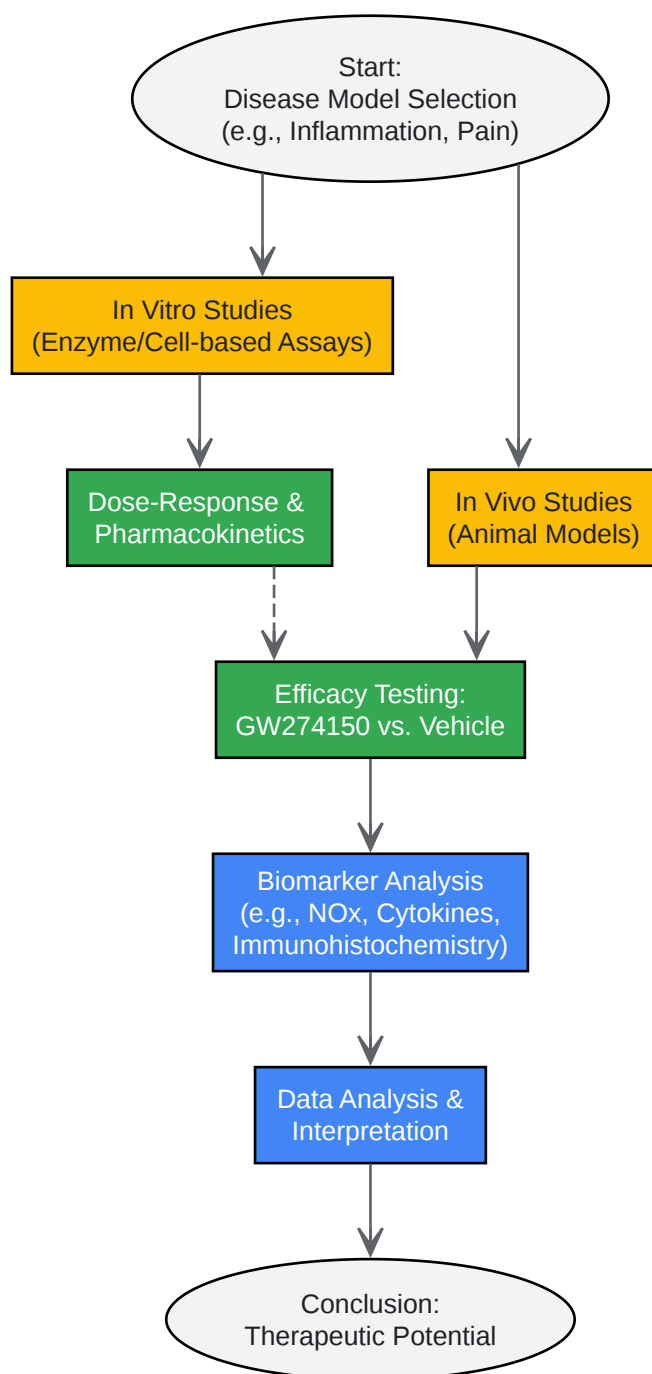 Start:
Disease Model Selection
(e.g., Inflammation, Pain)
In Vitro Studies
(Enzyme/Cell-based Assays)
Dose-Response &
Pharmacokinetics
In Vivo Studies
(Animal Models)
Efficacy Testing:
GW274150 vs. Vehicle
Biomarker Analysis
(e.g., NOx, Cytokines,
Immunohistochemistry)
Data Analysis &
Interpretation
Conclusion:
Therapeutic Potential